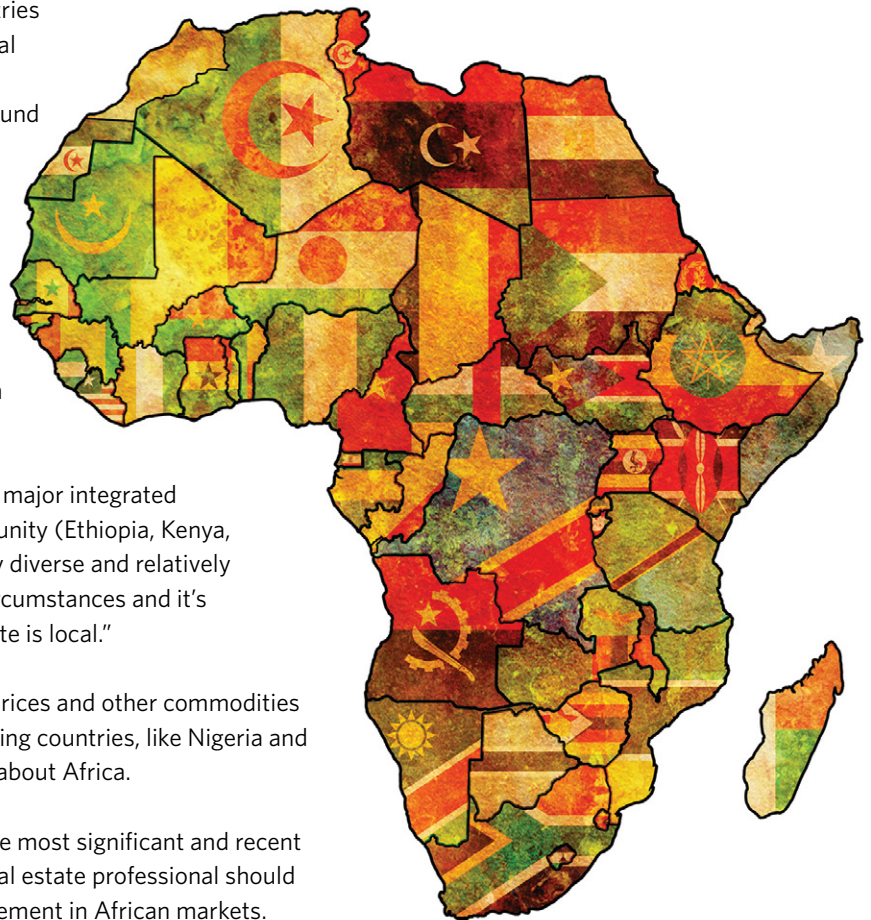 ries
al
und
major integrated
unity (Ethiopia, Kenya,
diverse and relatively
cumstances and it’s
te is local.”
rices and other commodities
ing countries, like Nigeria and
about Africa.
e most significant and recent
al estate professional should
ement in African markets.